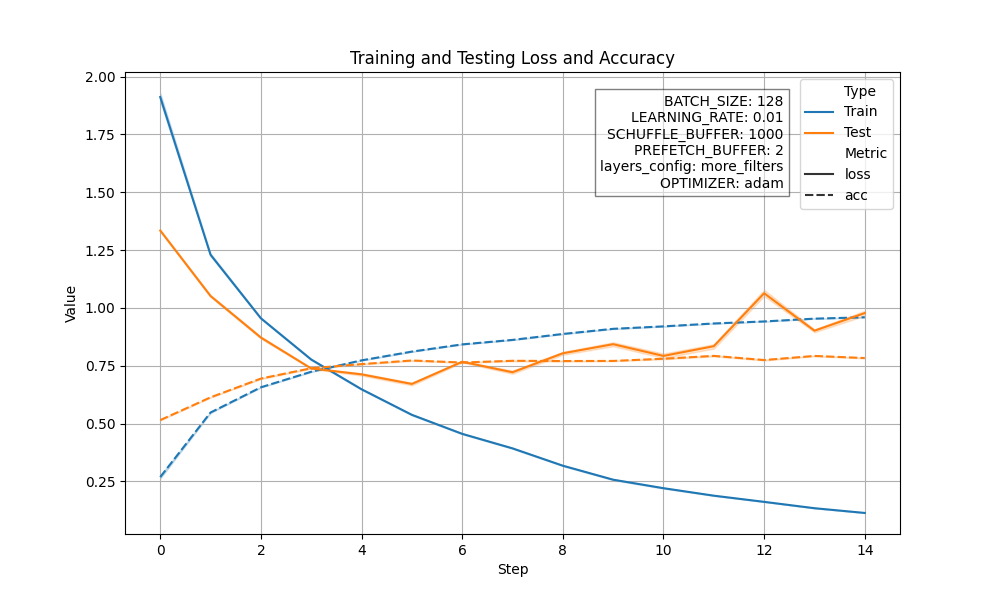 Training and Testing Loss and Accuracy
2.00
1.75
1.50
1.25
1.00
0.75
0.50
0.25
Value
BATCH_SIZE: 128
LEARNING_RATE: 0.01
SCHUFFLE_BUFFER: 1000
PREFETCH_BUFFER: 2
layers_config: more_filters
OPTIMIZER: adam
Type
Train
Test
Metric
loss
acc
0 2 4 6 8 10 12 14
Step